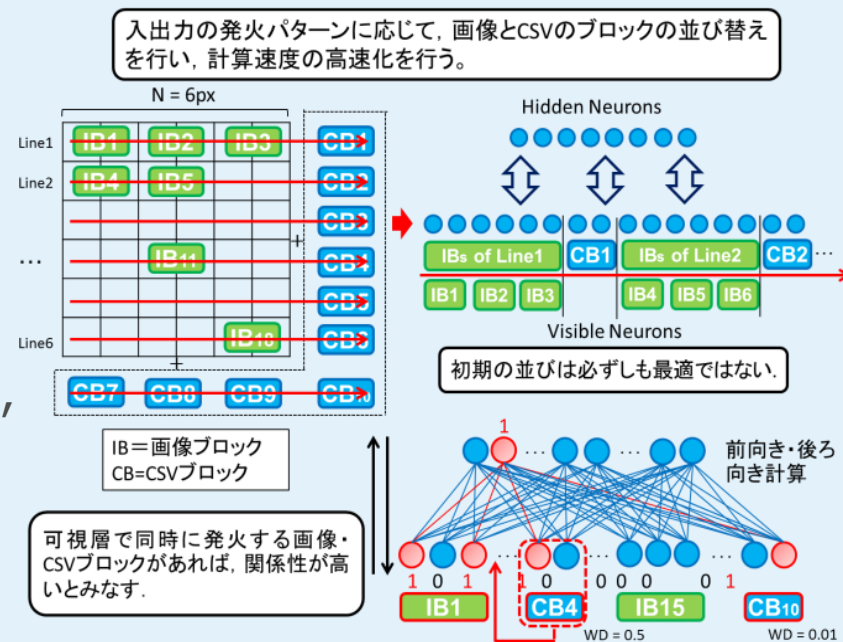 入出力の発火パターンに応じて，画像とCSVのブロックの並び替え
を行い，計算速度の高速化を行う。
N = 6px
Line1
IB1
IB2
IB3
CB1
Line2
IB4
IB5
CB2
CB3
+
...
IB11
CB4
CB5
Line6
IB18
CB6
+
CB7
CB8
CB9
CB10
,
IB＝画像ブロック
CB=CSVブロック
可視層で同時に発火する画像・
CSVブロックがあれば，関係性が高
いとみなす．
Hidden Neurons
IBs of Line1
CB1
IBs of Line2
CB2
...
IB1
IB2
IB3
IB4
IB5
IB6
Visible Neurons
初期の並びは必ずしも最適ではない．
1
... ...
前向き・後ろ
向き計算
... ... ...
1 0 1 1 0 0 0 0 0 1
IB1
CB4
IB15
CB10
WD = 0.5
WD = 0.01